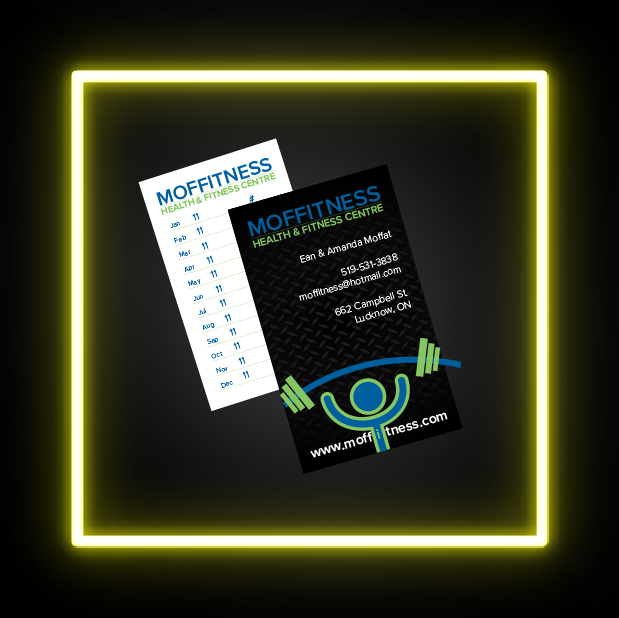 MOFFITNESS
HEALTH & FITNESS CENTRE
#
Jan 11
Feb 11
Mar 11
Apr 11
May 11
Jun 11
Jul 11
Aug 11
Sep 11
Oct 11
Nov 11
Dec 11
MOFFITNESS
HEALTH & FITNESS CENTRE
Ean & Amanda Moffat
519-531-3838
moffitness@hotmail.com
662 Campbell St.
Lucknow, ON
www.moffitness.com